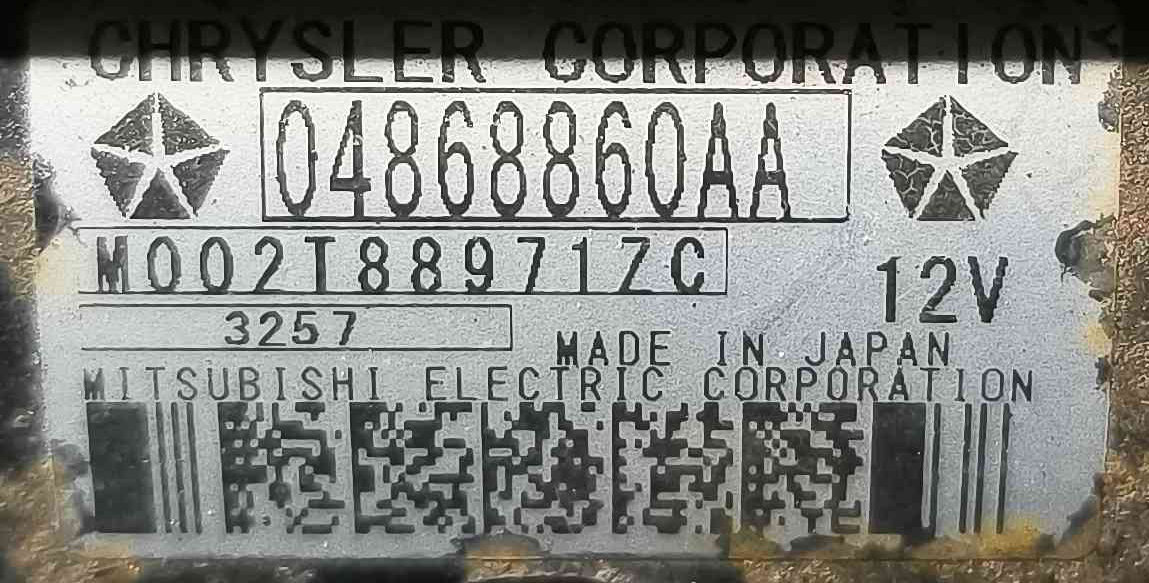 CHRYSLER CORPORATION
04868860AA
M002T88971ZC
12V
3257
MADE IN JAPAN
MITSUBISHI ELECTRIC CORPORATION